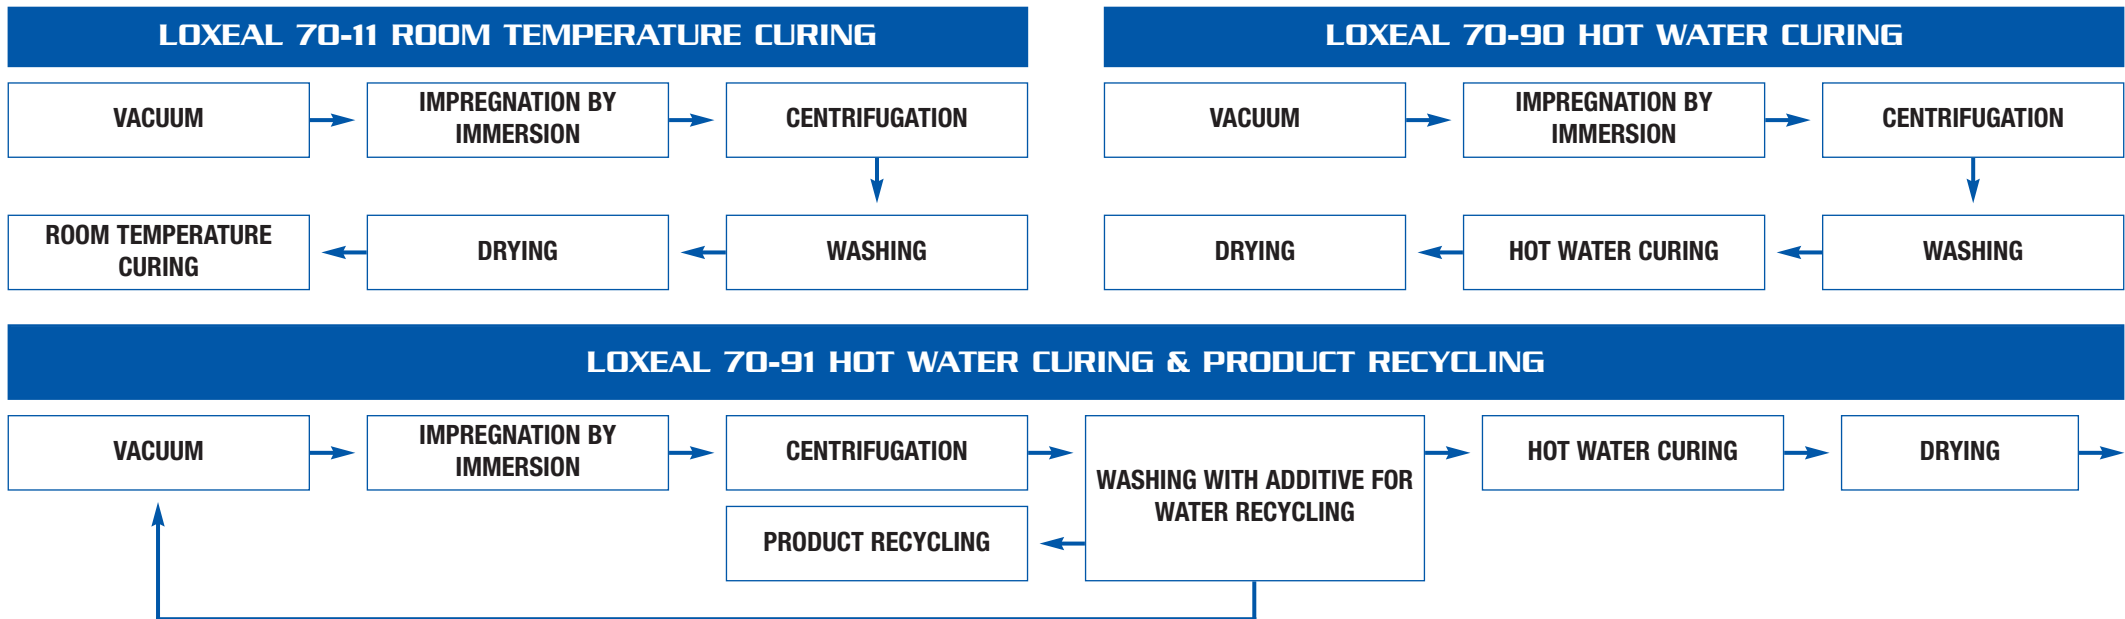 LOXEAL 70-11 ROOM TEMPERATURE CURING
VACUUM
IMPREGNATION BY
IMMERSION
CENTRIFUGATION
ROOM TEMPERATURE
CURING
DRYING
WASHING
LOXEAL 70-90 HOT WATER CURING
VACUUM
IMPREGNATION BY
IMMERSION
CENTRIFUGATION
DRYING
HOT WATER CURING
WASHING
LOXEAL 70-91 HOT WATER CURING & PRODUCT RECYCLING
VACUUM
IMPREGNATION BY
IMMERSION
CENTRIFUGATION
WASHING WITH ADDITIVE FOR
WATER RECYCLING
HOT WATER CURING
DRYING
PRODUCT RECYCLING